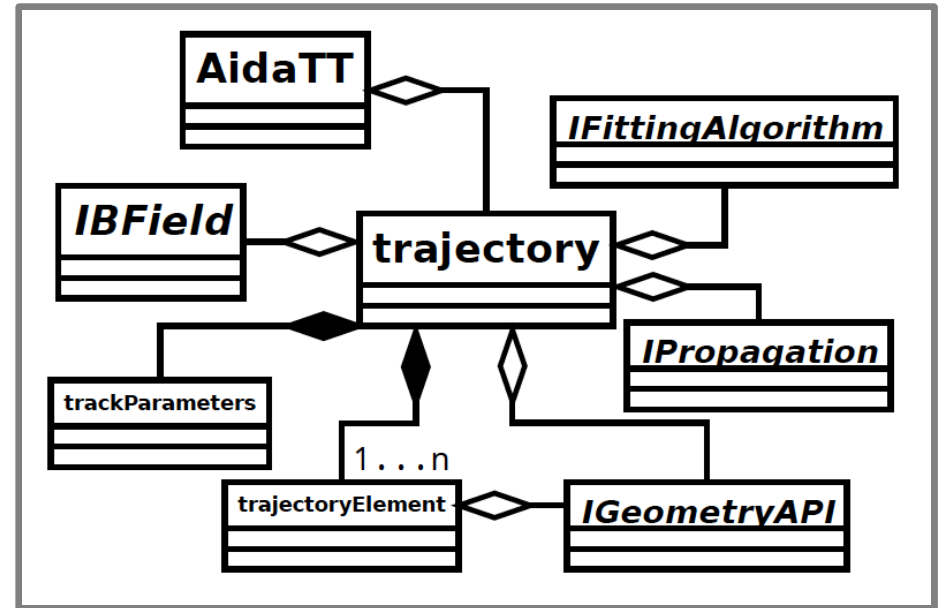 AidaTT
IFittingAlgorithm
IBField
trajectory
IPropagation
trackParameters
1...n
trajectoryElement
IGeometryAPI